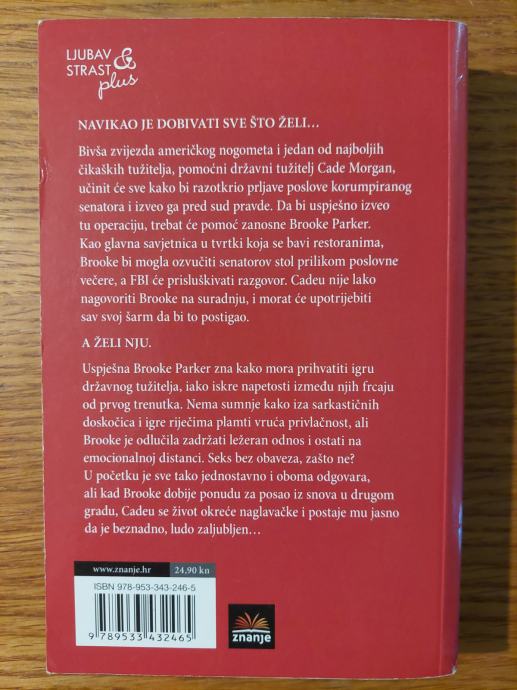 LJUBAV
STRAST &
plus
NAVIKAO JE DOBIVATI SVE ŠTO ŽELI…
Bivša zvijezda američkog nogometa i jedan od najboljih
čikaških tužitelja, pomoćni državni tužitelj Cade Morgan,
učinit će sve kako bi razotkrio prljave poslove korumpiranog
senatora i izveo ga pred sud pravde. Da bi uspješno izveo
tu operaciju, trebat će pomoć zanosne Brooke Parker.
Kao glavna savjetnica u tvrtki koja se bavi restoranima,
Brooke bi mogla ozvučiti senatorov stol prilikom poslovne
večere, a FBI će prisluškivati razgovor. Cadeu nije lako
nagovoriti Brooke na suradnju, i morat će upotrijebiti
sav svoj šarm da bi to postigao.
A ŽELI NJU.
Uspješna Brooke Parker zna kako mora prihvatiti igru
državnog tužitelja, iako iskre napetosti između njih frcaju
od prvog trenutka. Nema sumnje kako iza sarkastičnih
doskočica i igre riječima plamti vruća privlačnost, ali
Brooke je odlučila zadržati ležeran odnos i ostati na
emocionalnoj distanci. Seks bez obaveza, zašto ne?
U početku je sve tako jednostavno i oboma odgovara,
ali kad Brooke dobije ponudu za posao iz snova u drugom
gradu, Cadeu se život okreće naglavačke i postaje mu jasno
da je beznadno, ludo zaljubljen…
www.znanje.hr 24,90 kn
ISBN 978-953-343-246-5
9 789533 432465
znanje